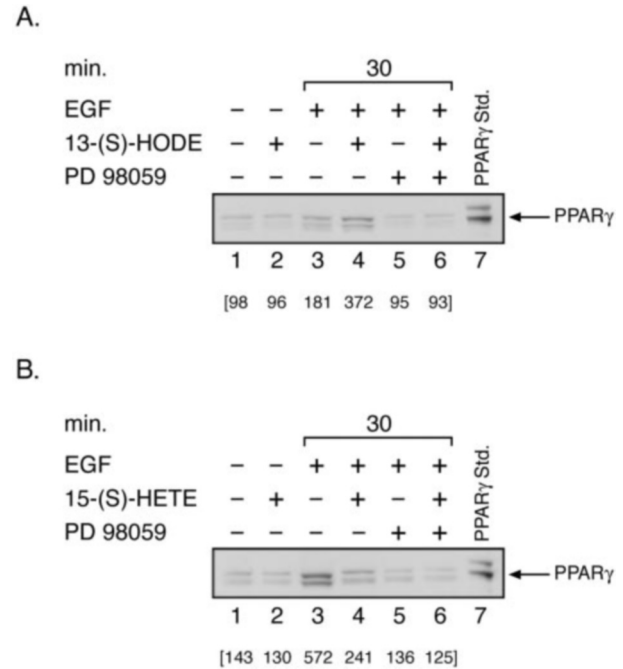 A.
min. 30
EGF – – + + + +
13-(S)-HODE – + – + – +
PD 98059 – – – – + +
PPARγ Std.
PPARγ
1 2 3 4 5 6 7
[98 96 181 372 95 93]
B.
min. 30
EGF – – + + + +
15-(S)-HETE – + – + – +
PD 98059 – – – – + +
PPARγ Std.
PPARγ
1 2 3 4 5 6 7
[143 130 572 241 136 125]